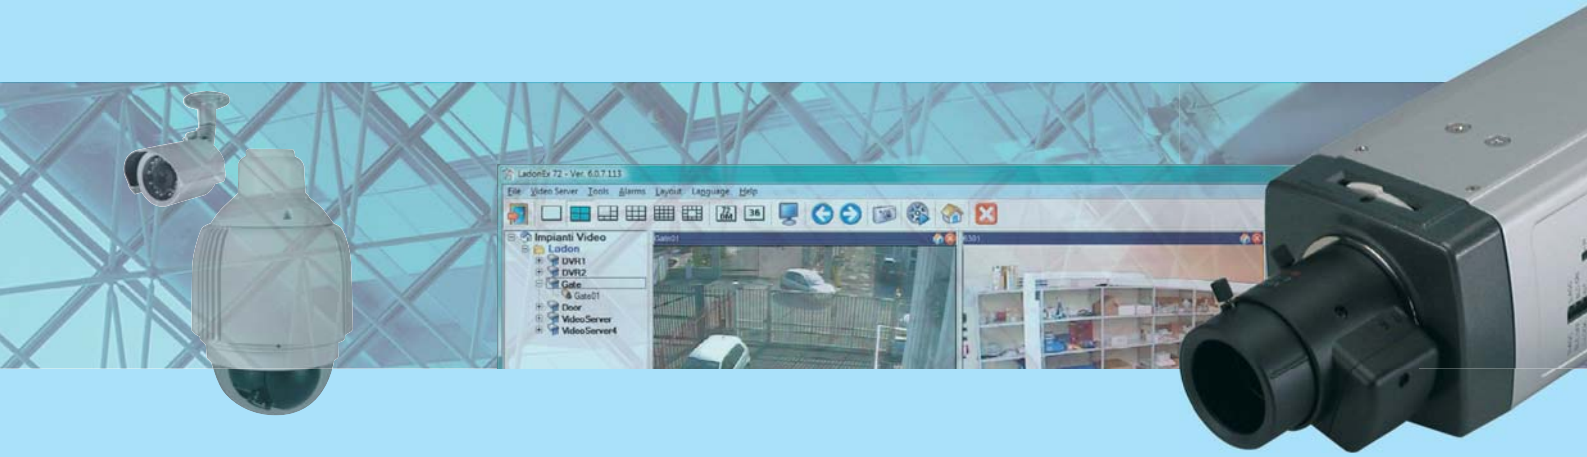 LadonEx 72 - Ver. 6.0.7.113
File Video Server Tools Alarms Layout Language Help
36
Impianti Video
Ladon
DVR1
DVR2
Gate
Gate01
Door
VideoServer
VideoServer4
Gate01